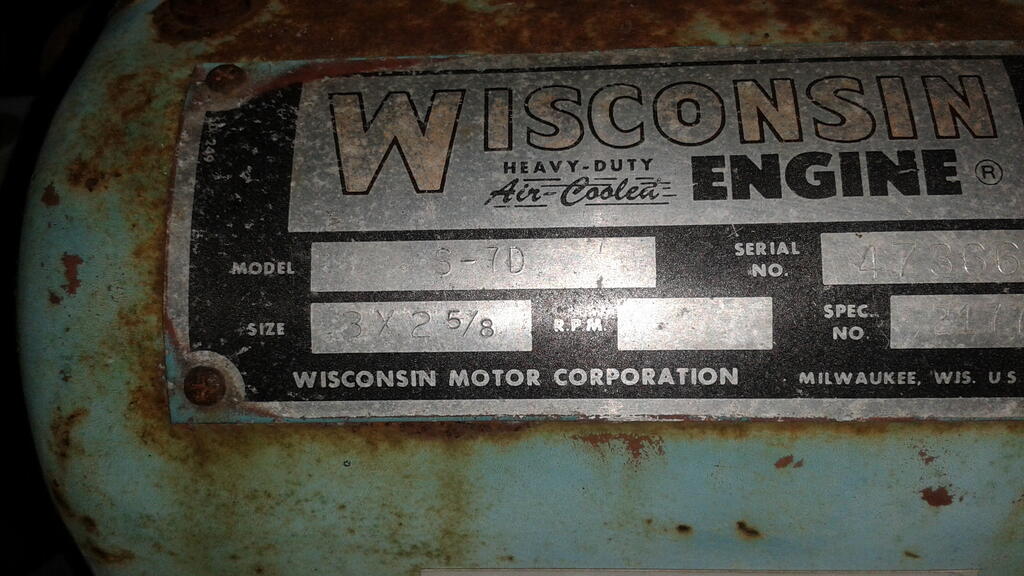 WISCONSIN
HEAVY-DUTY
Air-Cooled
ENGINE ®
MODEL S-7D
SERIAL NO. 47366
SIZE 3 X 2 5/8
R.P.M
SPEC. NO.
WISCONSIN MOTOR CORPORATION
MILWAUKEE, WIS. U S